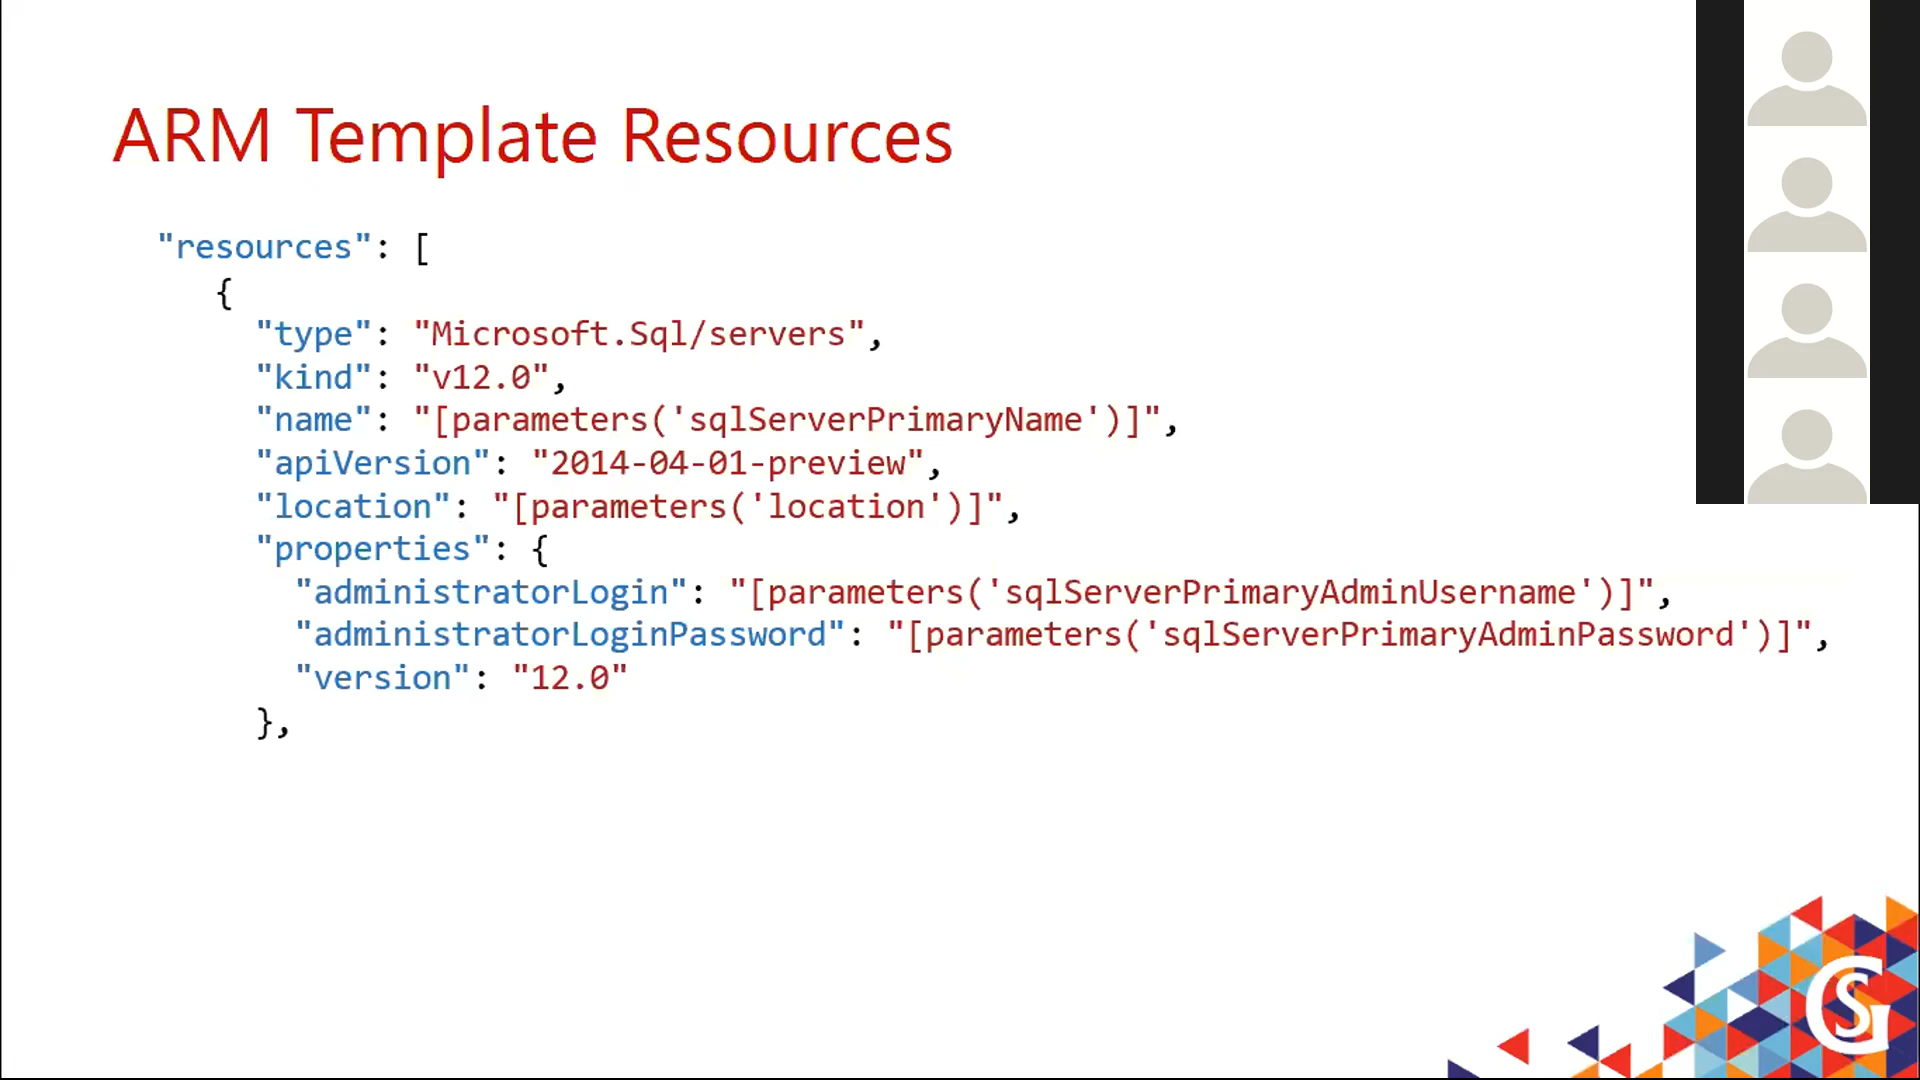 ARM Template Resources
"resources": [
{
"type": "Microsoft.Sql/servers",
"kind": "v12.0",
"name": "[parameters('sqlServerPrimaryName')]",
"apiVersion": "2014-04-01-preview",
"location": "[parameters('location')]",
"properties": {
"administratorLogin": "[parameters('sqlServerPrimaryAdminUsername')]",
"administratorLoginPassword": "[parameters('sqlServerPrimaryAdminPassword')]",
"version": "12.0"
},